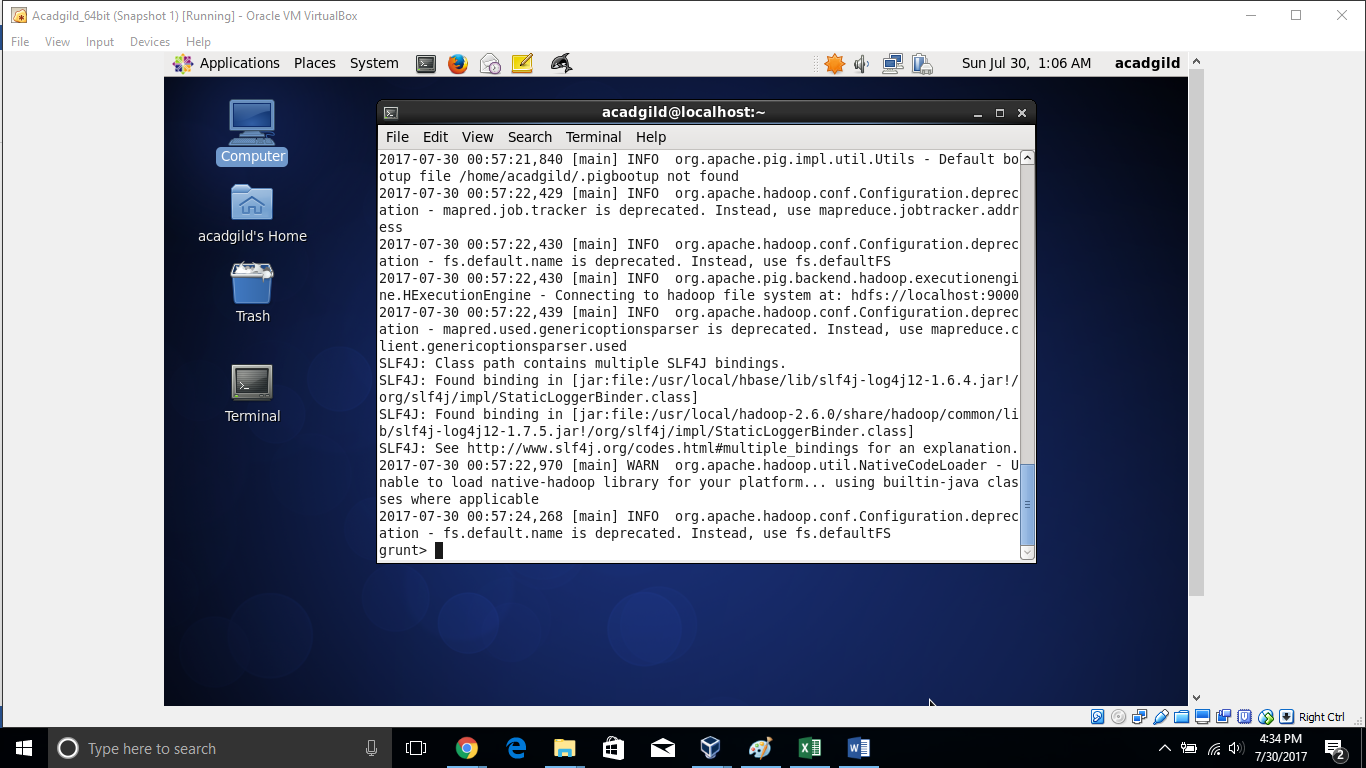 Acadgild_64bit (Snapshot 1) [Running] - Oracle VM VirtualBox
File View Input Devices Help
Applications Places System Sun Jul 30, 1:06 AM acadgild
Computer
acadgild's Home
Trash
Terminal
acadgild@localhost:~
File Edit View Search Terminal Help
2017-07-30 00:57:21,840 [main] INFO  org.apache.pig.impl.util.Utils - Default bo
otup file /home/acadgild/.pigbootup not found
2017-07-30 00:57:22,429 [main] INFO  org.apache.hadoop.conf.Configuration.deprec
ation - mapred.job.tracker is deprecated. Instead, use mapreduce.jobtracker.addr
ess
2017-07-30 00:57:22,430 [main] INFO  org.apache.hadoop.conf.Configuration.deprec
ation - fs.default.name is deprecated. Instead, use fs.defaultFS
2017-07-30 00:57:22,430 [main] INFO  org.apache.pig.backend.hadoop.executionengi
ne.HExecutionEngine - Connecting to hadoop file system at: hdfs://localhost:9000
2017-07-30 00:57:22,439 [main] INFO  org.apache.hadoop.conf.Configuration.deprec
ation - mapred.used.genericoptionsparser is deprecated. Instead, use mapreduce.c
lient.genericoptionsparser.used
SLF4J: Class path contains multiple SLF4J bindings.
SLF4J: Found binding in [jar:file:/usr/local/hbase/lib/slf4j-log4j12-1.6.4.jar!/
org/slf4j/impl/StaticLoggerBinder.class]
SLF4J: Found binding in [jar:file:/usr/local/hadoop-2.6.0/share/hadoop/common/li
b/slf4j-log4j12-1.7.5.jar!/org/slf4j/impl/StaticLoggerBinder.class]
SLF4J: See http://www.slf4j.org/codes.html#multiple_bindings for an explanation.
2017-07-30 00:57:22,970 [main] WARN  org.apache.hadoop.util.NativeCodeLoader - U
nable to load native-hadoop library for your platform... using builtin-java clas
ses where applicable
2017-07-30 00:57:24,268 [main] INFO  org.apache.hadoop.conf.Configuration.deprec
ation - fs.default.name is deprecated. Instead, use fs.defaultFS
grunt>
Right Ctrl
Type here to search
4:34 PM
7/30/2017
2